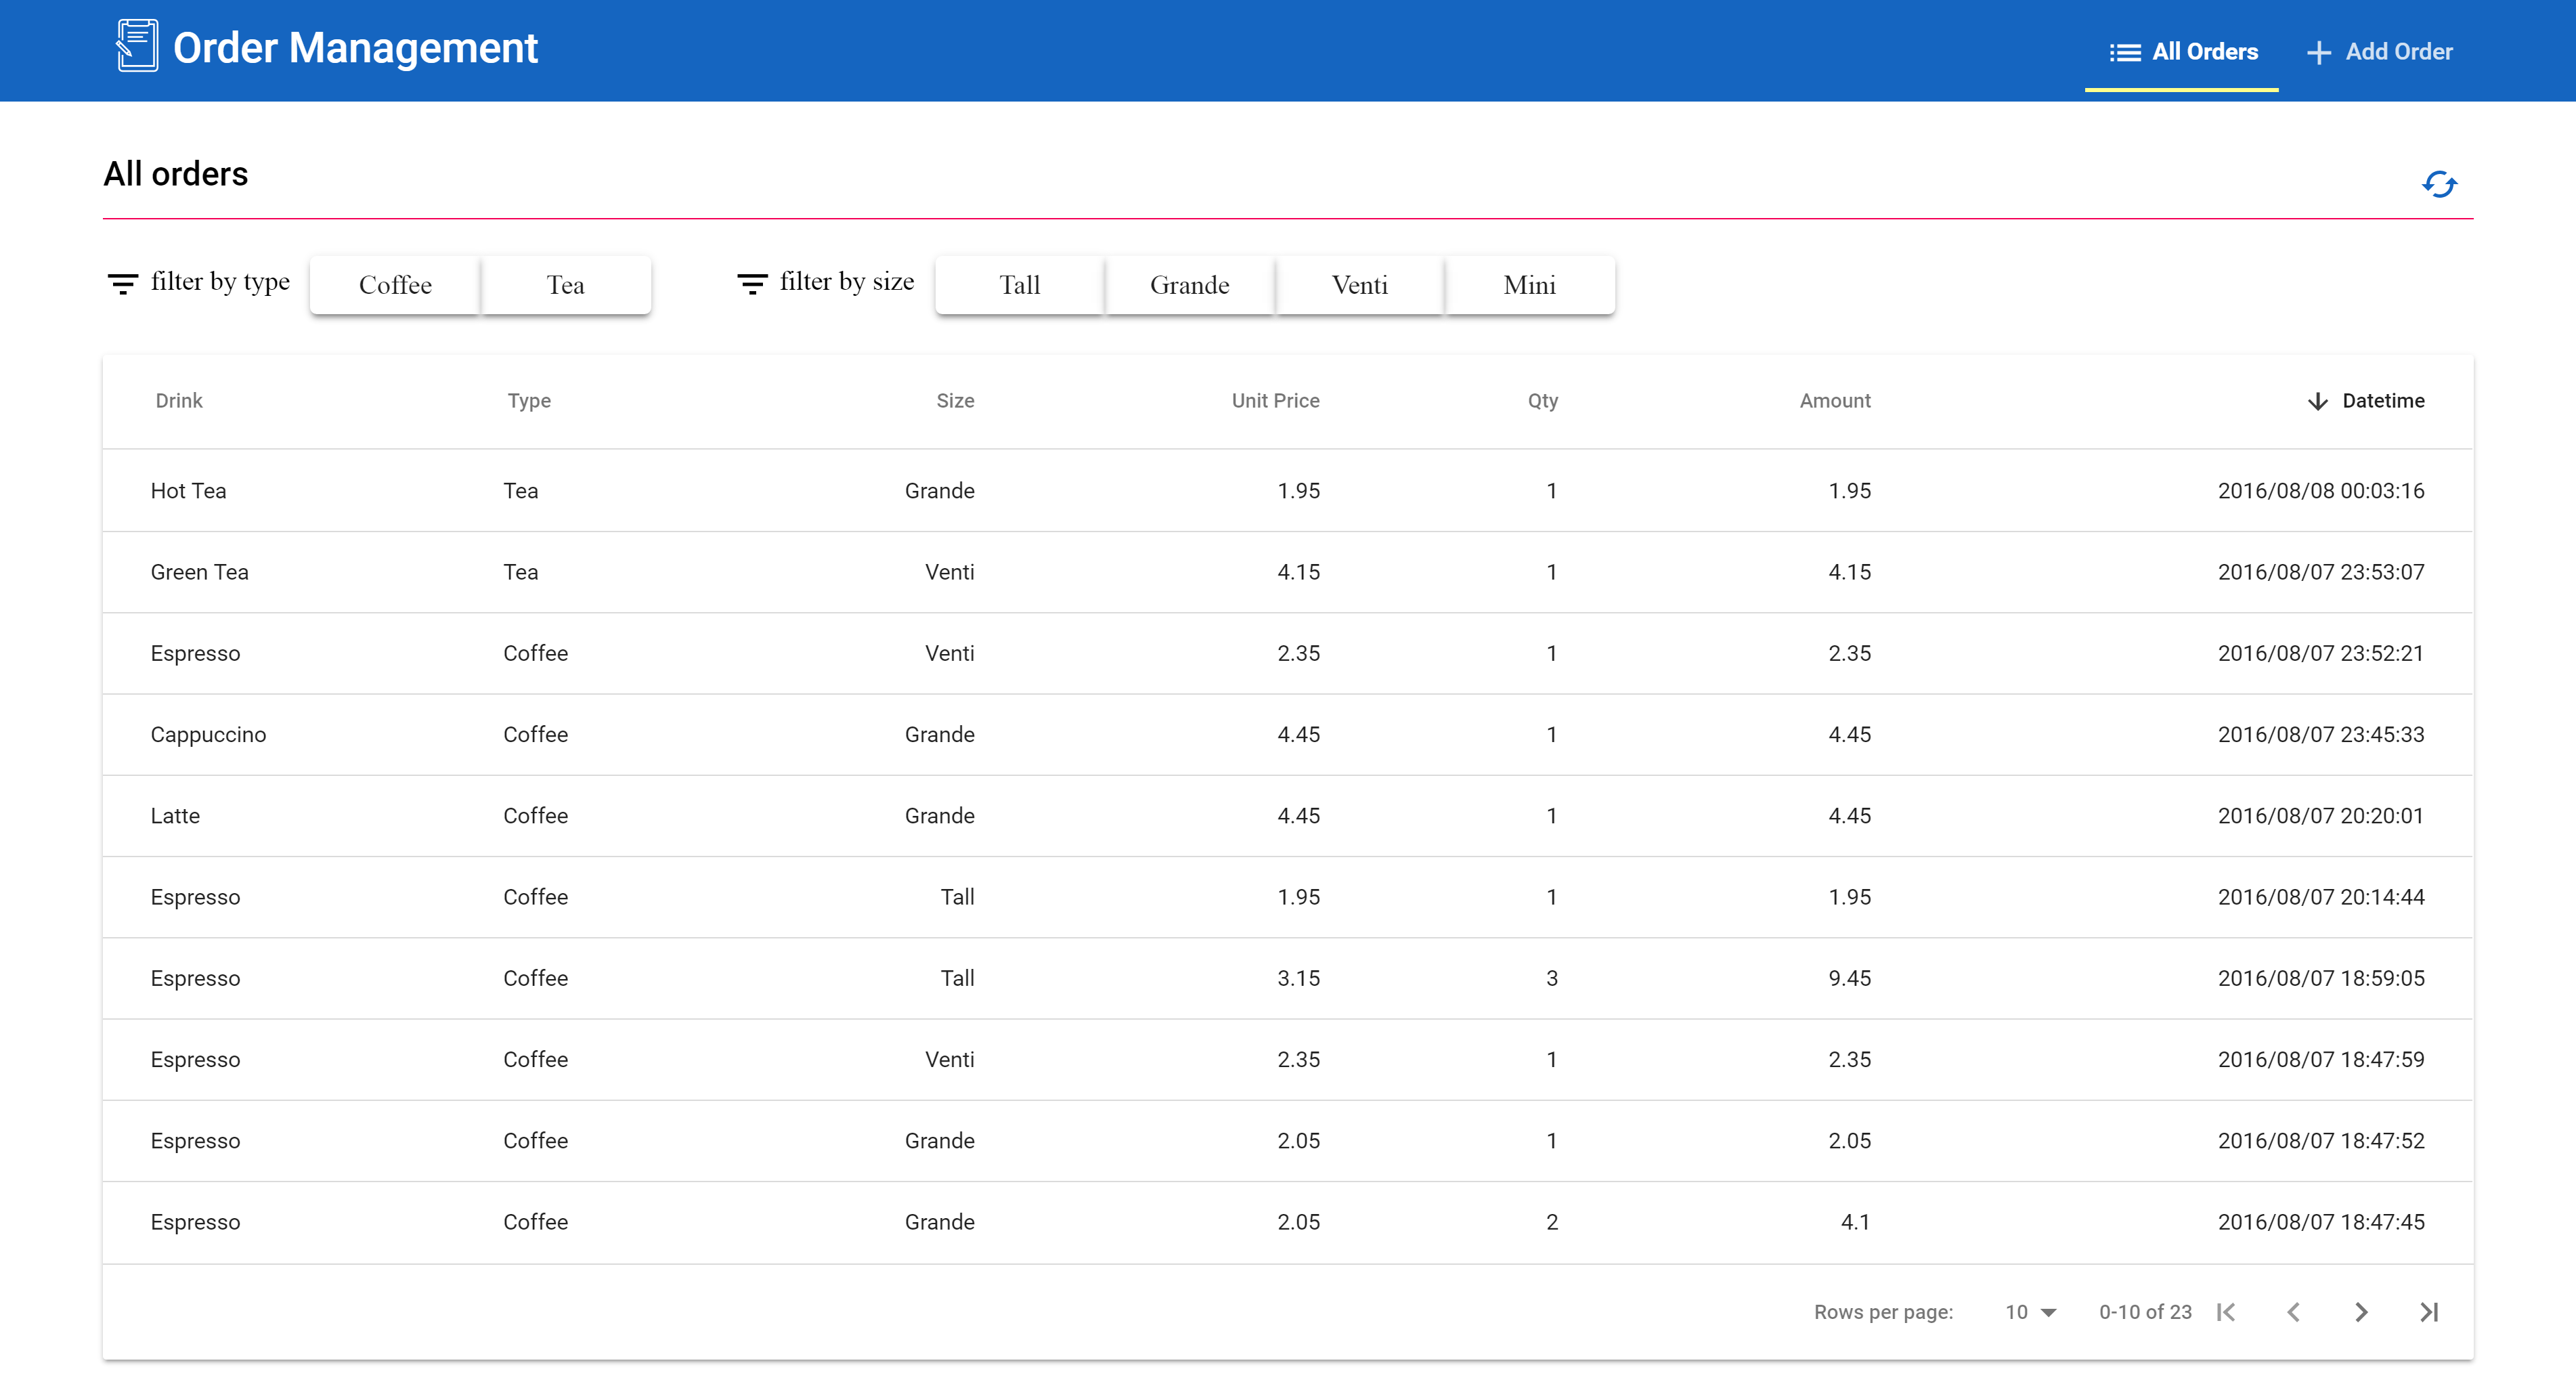 Order Management All Orders Add Order
All orders
filter by type Coffee Tea filter by size Tall Grande Venti Mini
Drink Type Size Unit Price Qty Amount Datetime
Hot Tea Tea Grande 1.95 1 1.95 2016/08/08 00:03:16
Green Tea Tea Venti 4.15 1 4.15 2016/08/07 23:53:07
Espresso Coffee Venti 2.35 1 2.35 2016/08/07 23:52:21
Cappuccino Coffee Grande 4.45 1 4.45 2016/08/07 23:45:33
Latte Coffee Grande 4.45 1 4.45 2016/08/07 20:20:01
Espresso Coffee Tall 1.95 1 1.95 2016/08/07 20:14:44
Espresso Coffee Tall 3.15 3 9.45 2016/08/07 18:59:05
Espresso Coffee Venti 2.35 1 2.35 2016/08/07 18:47:59
Espresso Coffee Grande 2.05 1 2.05 2016/08/07 18:47:52
Espresso Coffee Grande 2.05 2 4.1 2016/08/07 18:47:45
Rows per page: 10 0-10 of 23